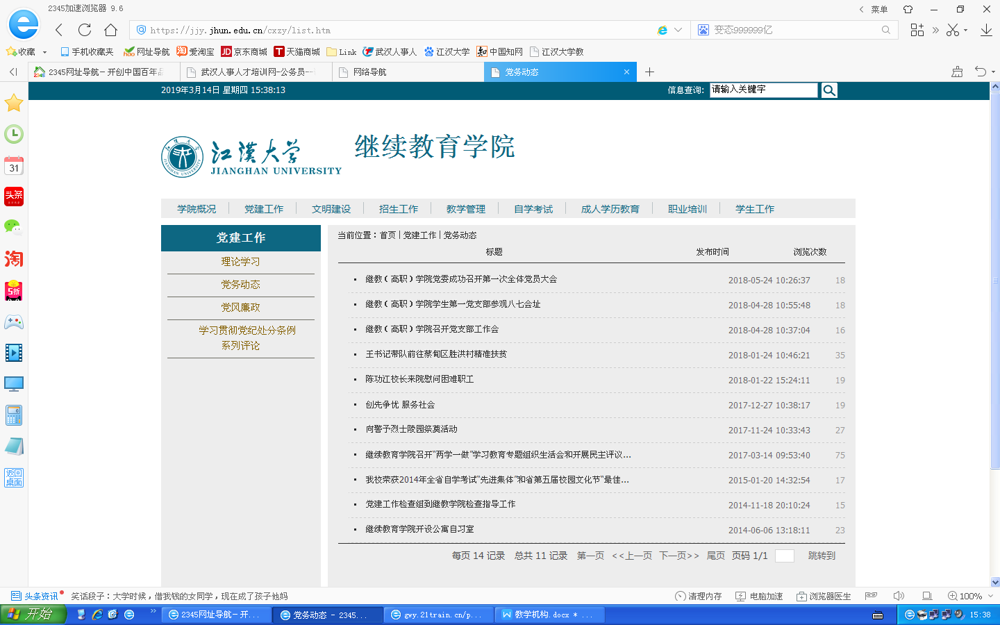 2345加速浏览器 9.6
菜单
https://jjy.jhun.edu.cn/cxzy/list.htm
变态999999亿
收藏 手机收藏夹 网址导航 爱淘宝 京东商城 天猫商城 Link 武汉人事人 江汉大学 中国知网 江汉大学教
2345网址导航－开创中国百年品 武汉人事人才培训网-公务员-- 网络导航 党务动态
2019年3月14日 星期四 15:38:13
信息查询: 请输入关键字
31
头条
淘
5折
返回
桌面
江漢大学
JIANGHAN UNIVERSITY
继续教育学院
学院概况 党建工作 文明建设 招生工作 教学管理 自学考试 成人学历教育 职业培训 学生工作
党建工作
理论学习
党务动态
党风廉政
学习贯彻党纪处分条例
系列评论
当前位置：首页 | 党建工作 | 党务动态
标题 发布时间 浏览次数
继教（高职）学院党委成功召开第一次全体党员大会 2018-05-24 10:26:37 18
继教（高职）学院学生第一党支部参观八七会址 2018-04-28 10:55:48 18
继教（高职）学院召开党支部工作会 2018-04-28 10:37:04 16
王书记带队前往蔡甸区胜洪村精准扶贫 2018-01-24 10:46:21 35
陈功江校长来院慰问困难职工 2018-01-22 15:24:11 19
创先争优 服务社会 2017-12-27 10:38:17 19
向警予烈士陵园祭奠活动 2017-11-24 10:33:43 27
继续教育学院召开“两学一做”学习教育专题组织生活会和开展民主评议... 2017-03-14 09:53:40 75
我校荣获2014年全省自学考试“先进集体”和省第五届校园文化节“最佳... 2015-01-20 14:32:54 17
党建工作检查组到继教学院检查指导工作 2014-11-18 20:10:24 15
继续教育学院开设公寓自习室 2014-06-06 13:18:11 23
每页 14 记录 总共 11 记录 第一页 <<上一页 下一页>> 尾页 页码 1/1 跳转到
头条资讯 笑话段子：大学时候，借我钱的女同学，现在成了孩子他妈
清理内存 电脑加速 浏览器医生 100%
开始 2345网址导航－开... 党务动态 - 2345... gwy.21train.cn/p... 教学机构.docx * ... 15:38